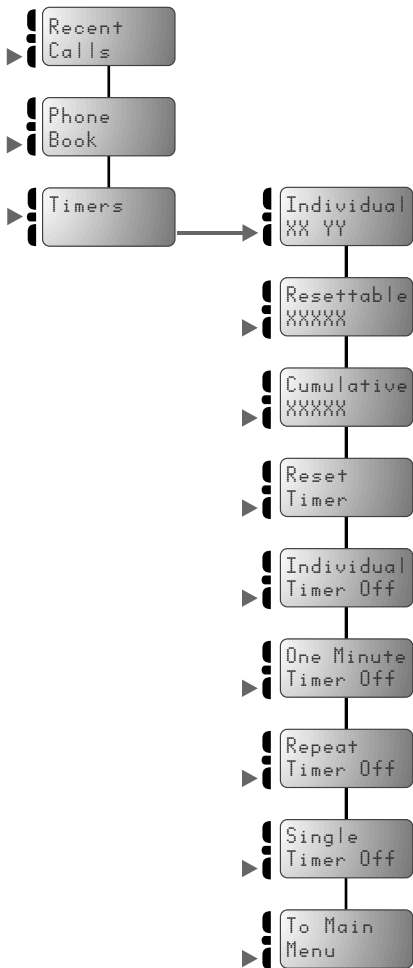 Recent
Calls
Phone
Book
Timers
Individual
XX YY
Resettable
XXXXX
Cumulative
XXXXX
Reset
Timer
Individual
Timer Off
One Minute
Timer Off
Repeat
Timer Off
Single
Timer Off
To Main
Menu